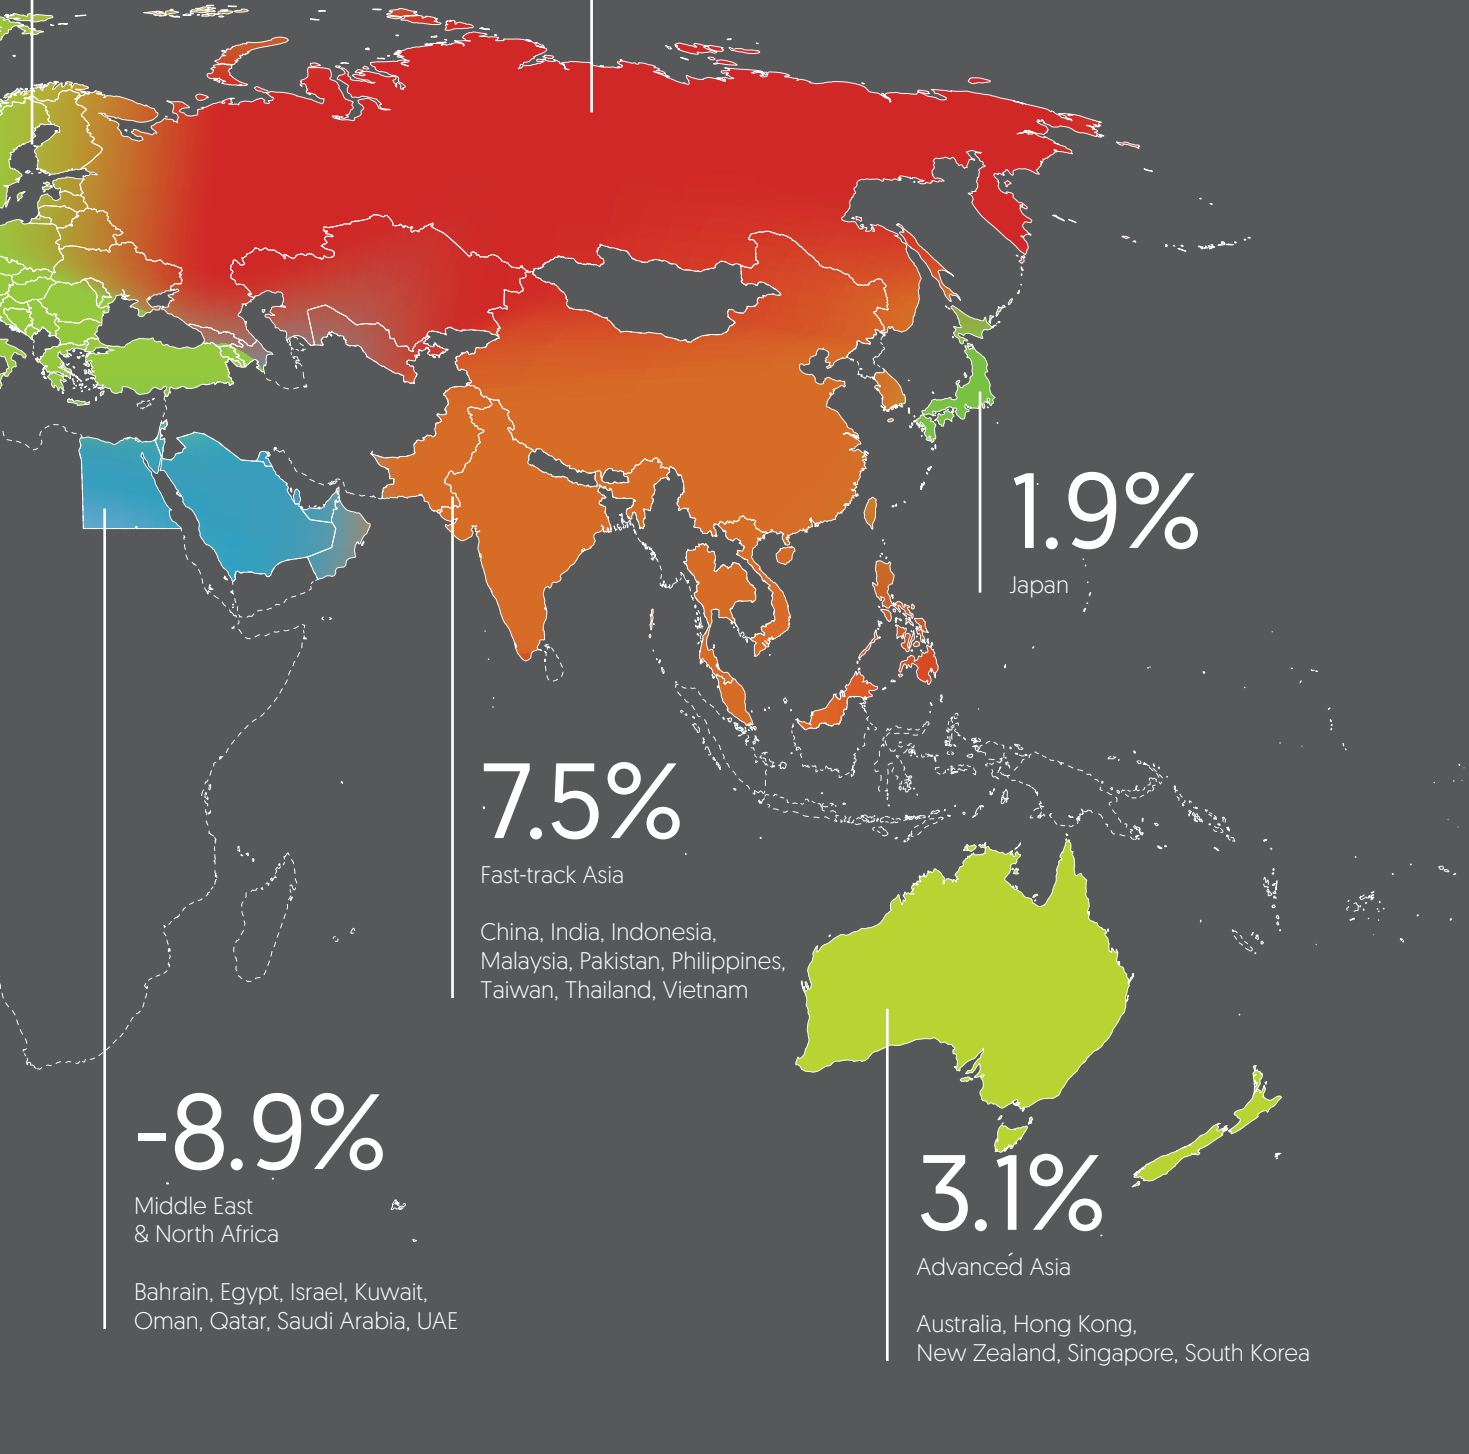 1.9%
Japan
7.5%
Fast-track Asia
China, India, Indonesia,
Malaysia, Pakistan, Philippines,
Taiwan, Thailand, Vietnam
-8.9%
Middle East
& North Africa
Bahrain, Egypt, Israel, Kuwait,
Oman, Qatar, Saudi Arabia, UAE
3.1%
Advanced Asia
Australia, Hong Kong,
New Zealand, Singapore, South Korea